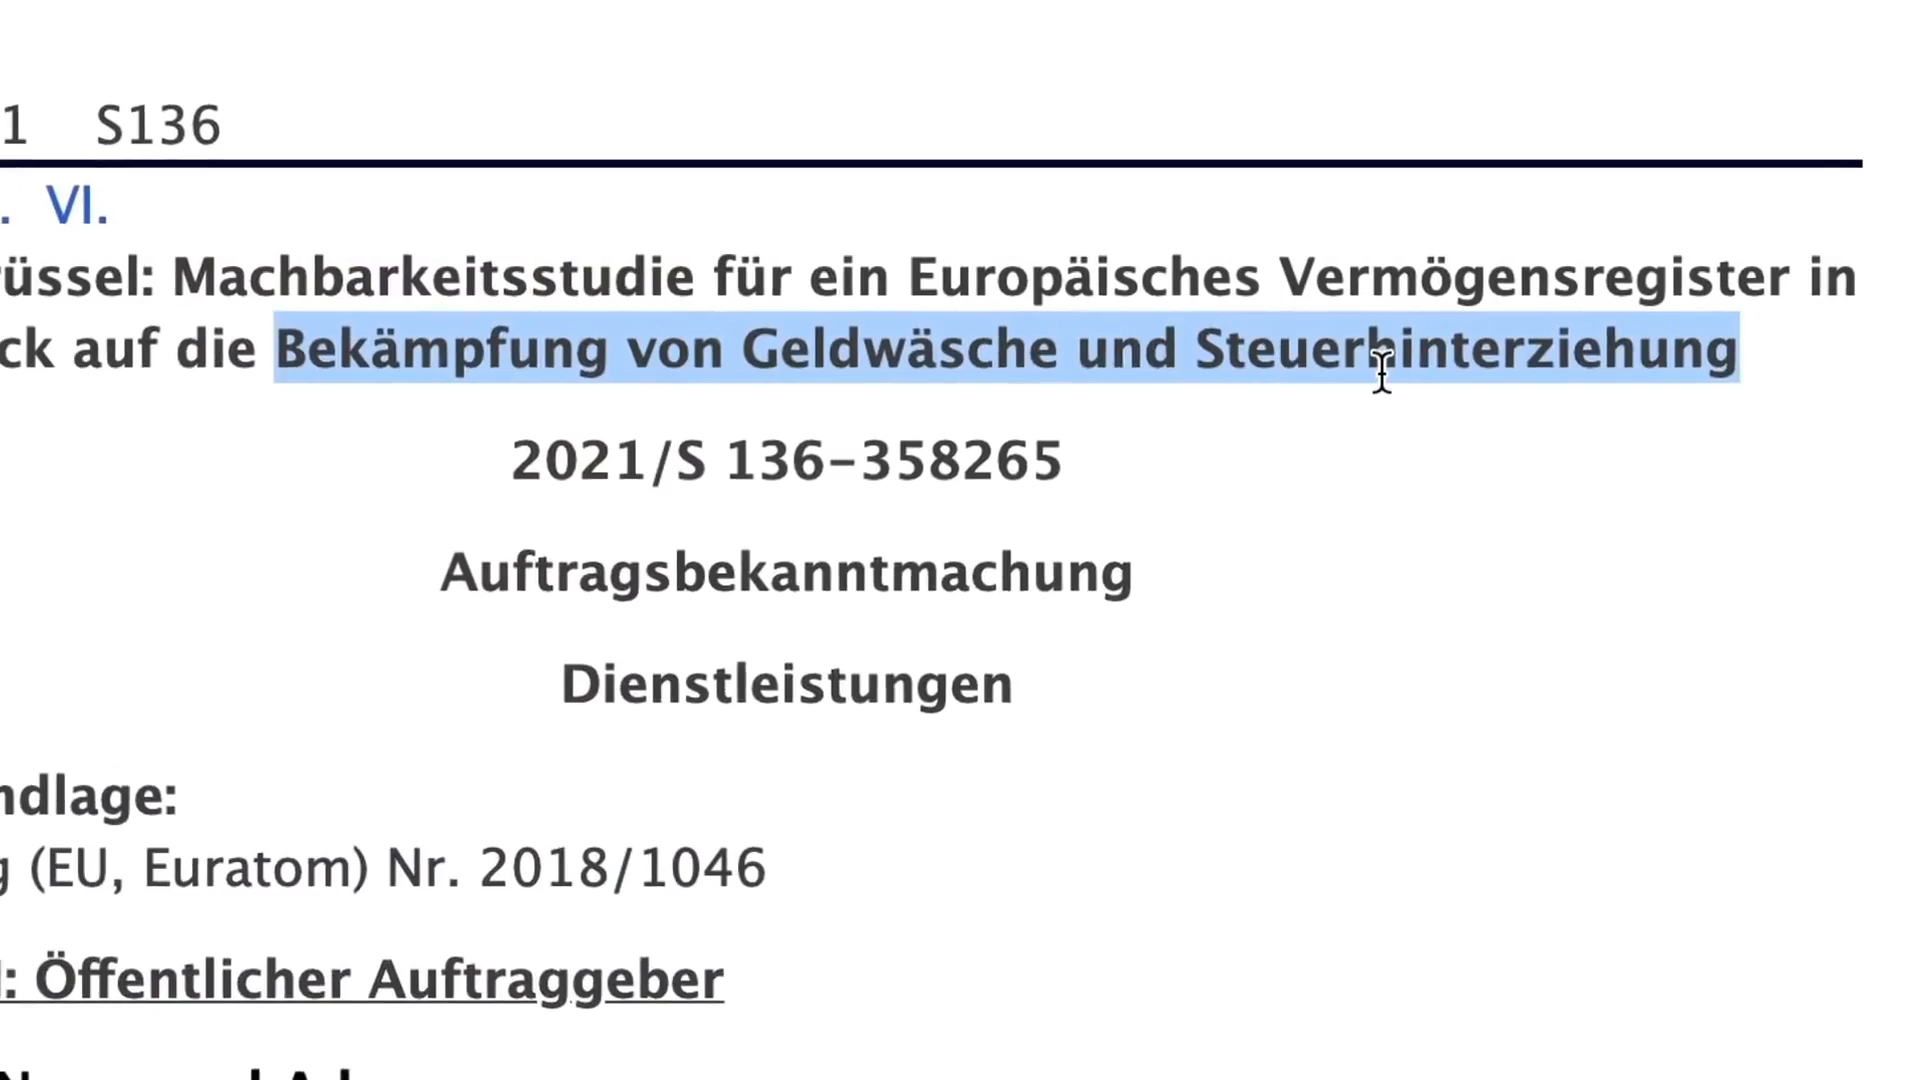 1 S136
. VI.
rüssel: Machbarkeitsstudie für ein Europäisches Vermögensregister in
ck auf die Bekämpfung von Geldwäsche und Steuerhinterziehung
2021/S 136-358265
Auftragsbekanntmachung
Dienstleistungen
ndlage:
g (EU, Euratom) Nr. 2018/1046
: Öffentlicher Auftraggeber